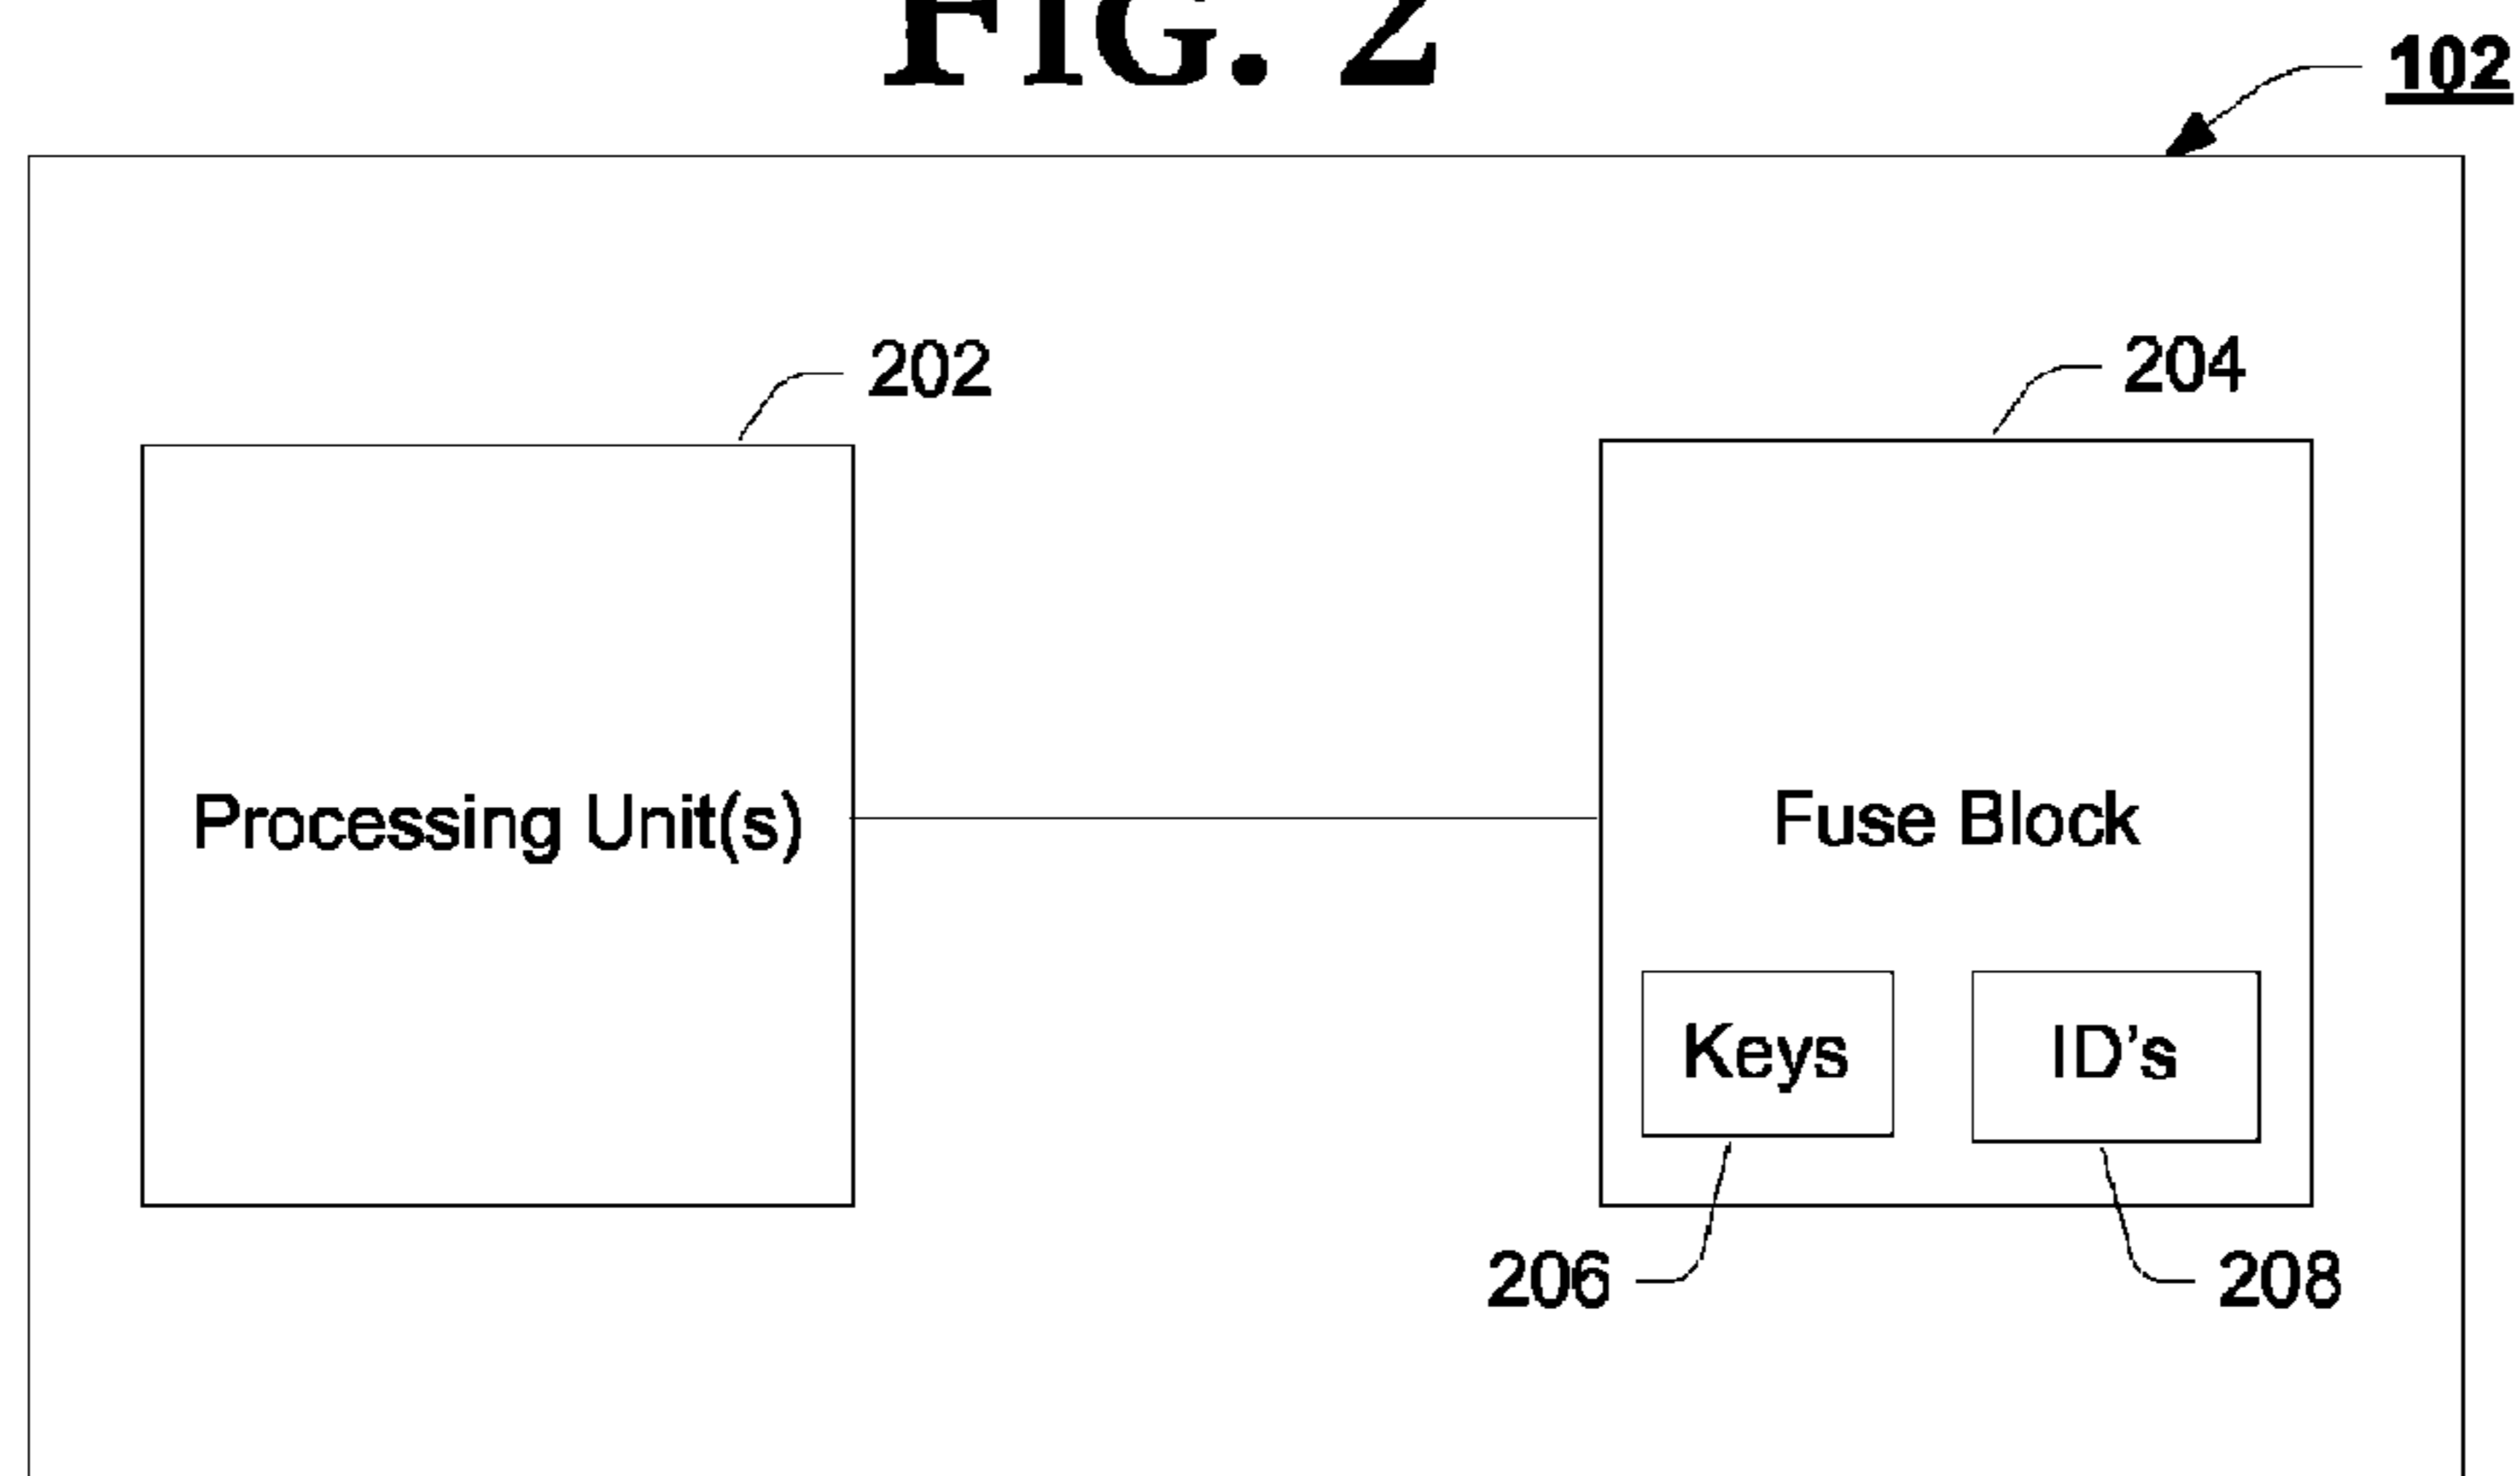 FIG. 2
102
202
204
Processing Unit(s)
Fuse Block
Keys
ID's
206
208